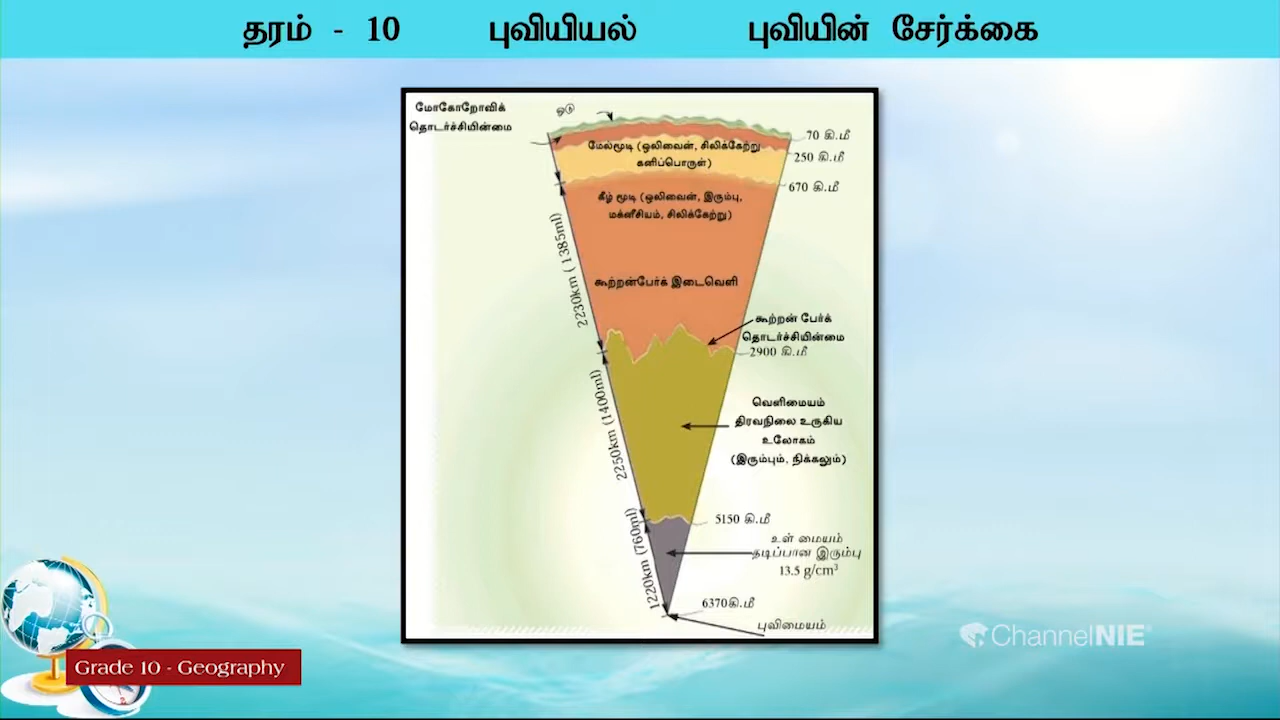 தரம் - 10 புவியியல் புவியின் சேர்க்கை
மோகோறோவிக்
தொடர்ச்சியின்மை
ஓடு
70 கி.மீ
மேல்மூடி (ஒலிவைன், சிலிக்கேற்று
கனிப்பொருள்)
250 கி.மீ
670 கி.மீ
கீழ் மூடி (ஒலிவைன், இரும்பு,
மக்னீசியம், சிலிக்கேற்று)
2230km (1385ml)
கூற்றன்பேர்க் இடைவெளி
கூற்றன் பேர்க்
தொடர்ச்சியின்மை
2900 கி.மீ
2250km (1400ml)
வெளிமையம்
திரவநிலை உருகிய
உலோகம்
(இரும்பும், நிக்கலும்)
5150 கி.மீ
1220km (760ml)
உள் மையம்
தடிப்பான இரும்பு
13.5 g/cm³
6370கி.மீ
புவிமையம்
ChannelNIE
Grade 10 - Geography